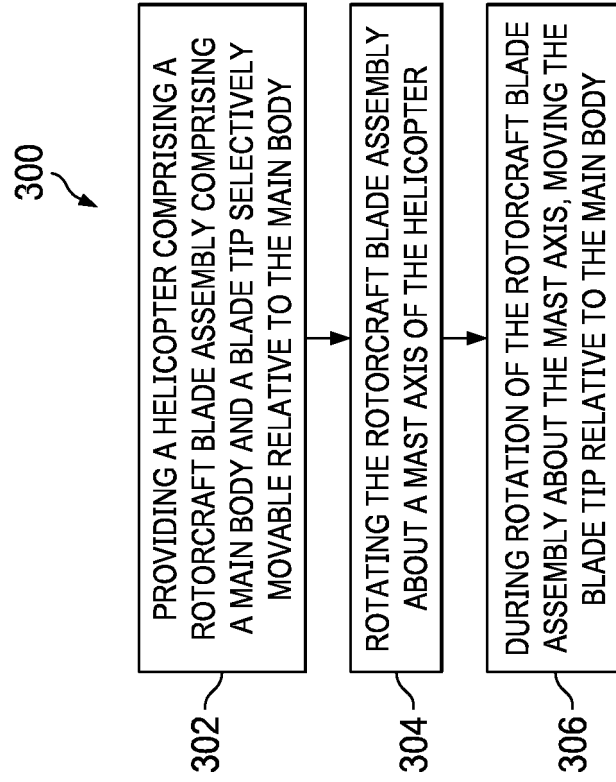 300
302
PROVIDING A HELICOPTER COMPRISING A
ROTORCRAFT BLADE ASSEMBLY COMPRISING
A MAIN BODY AND A BLADE TIP SELECTIVELY
MOVABLE RELATIVE TO THE MAIN BODY
304
ROTATING THE ROTORCRAFT BLADE ASSEMBLY
ABOUT A MAST AXIS OF THE HELICOPTER
306
DURING ROTATION OF THE ROTORCRAFT BLADE
ASSEMBLY ABOUT THE MAST AXIS, MOVING THE
BLADE TIP RELATIVE TO THE MAIN BODY